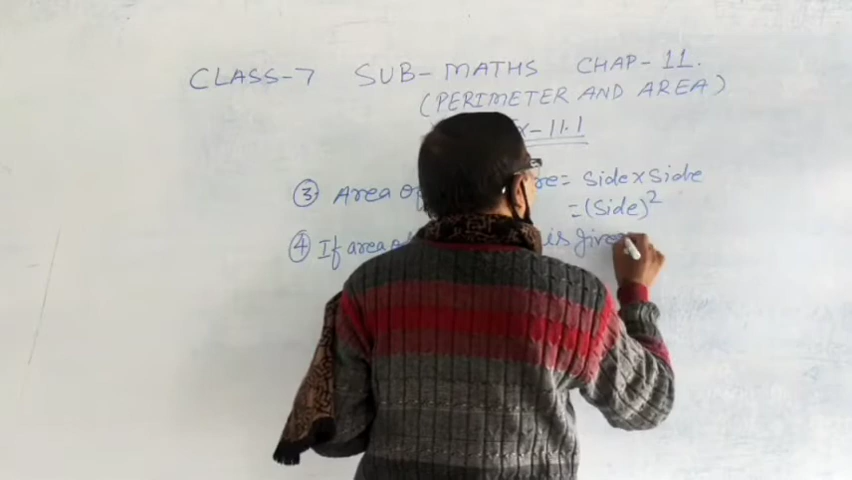 CLASS-7 SUB- MATHS CHAP- 11.
(PERIMETER AND AREA)
x-11.1
③ Area of re= Side x Side
=(Side)²
④ If area is given